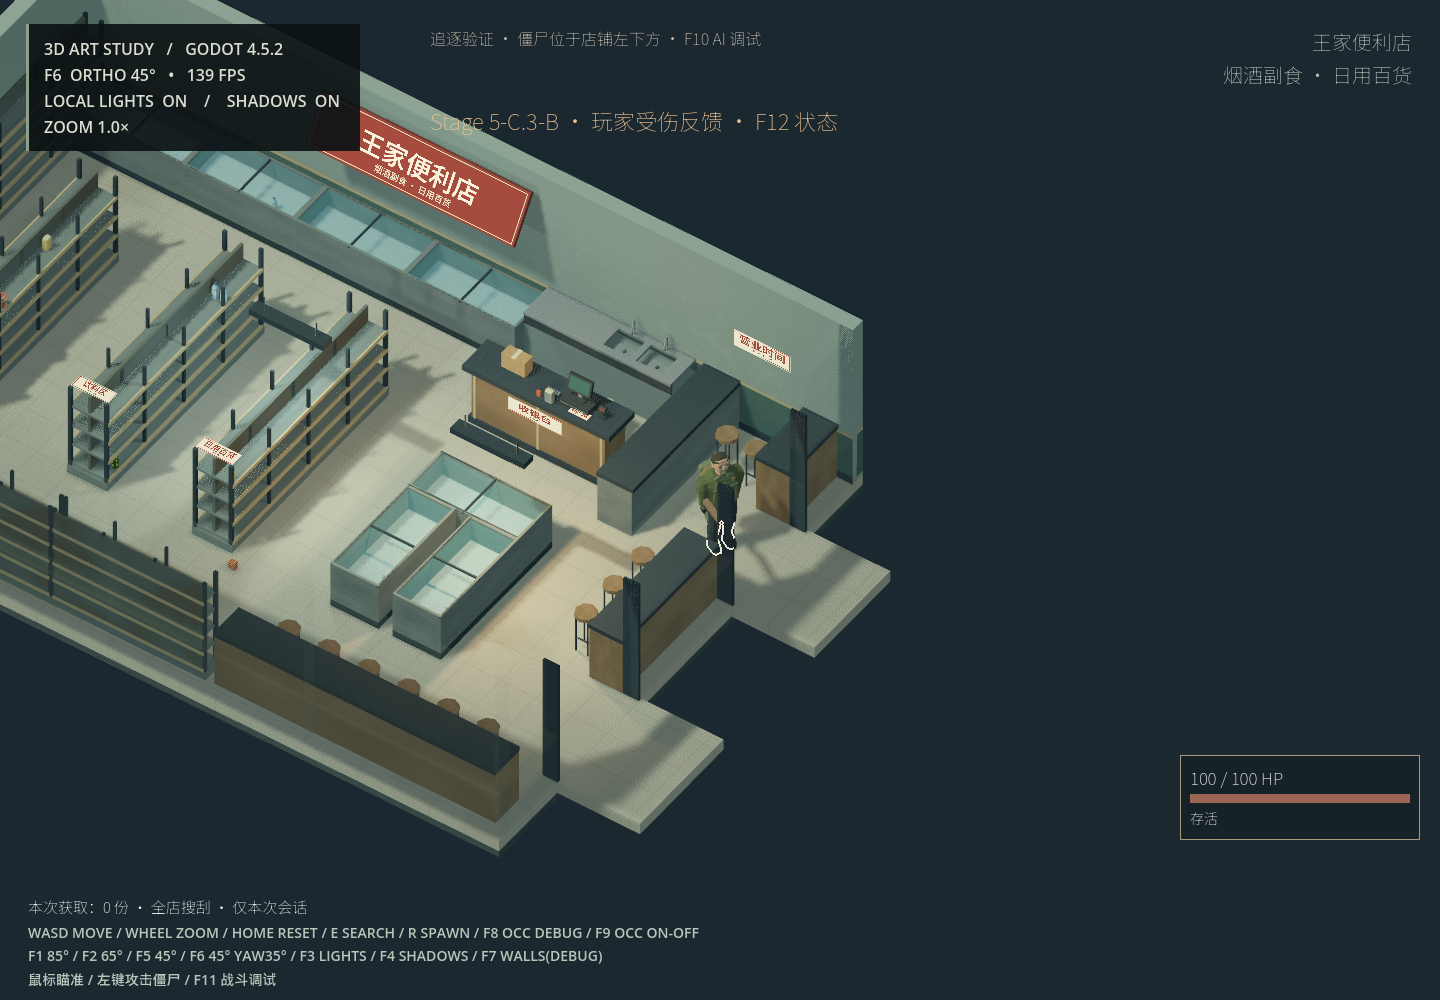 3D ART STUDY / GODOT 4.5.2
F6 ORTHO 45° • 139 FPS
LOCAL LIGHTS ON / SHADOWS ON
ZOOM 1.0×
追逐验证 · 僵尸位于店铺左下方 · F10 AI 调试
Stage 5-C.3-B · 玩家受伤反馈 · F12 状态
王家便利店
烟酒副食 · 日用百货
王家便利店
烟酒副食 · 日用百货
营业时间
收银台
日用百货
100 / 100 HP
存活
本次获取：0 份 · 全店搜刮 · 仅本次会话
WASD MOVE / WHEEL ZOOM / HOME RESET / E SEARCH / R SPAWN / F8 OCC DEBUG / F9 OCC ON-OFF
F1 85° / F2 65° / F5 45° / F6 45° YAW35° / F3 LIGHTS / F4 SHADOWS / F7 WALLS(DEBUG)
鼠标瞄准 / 左键攻击僵尸 / F11 战斗调试